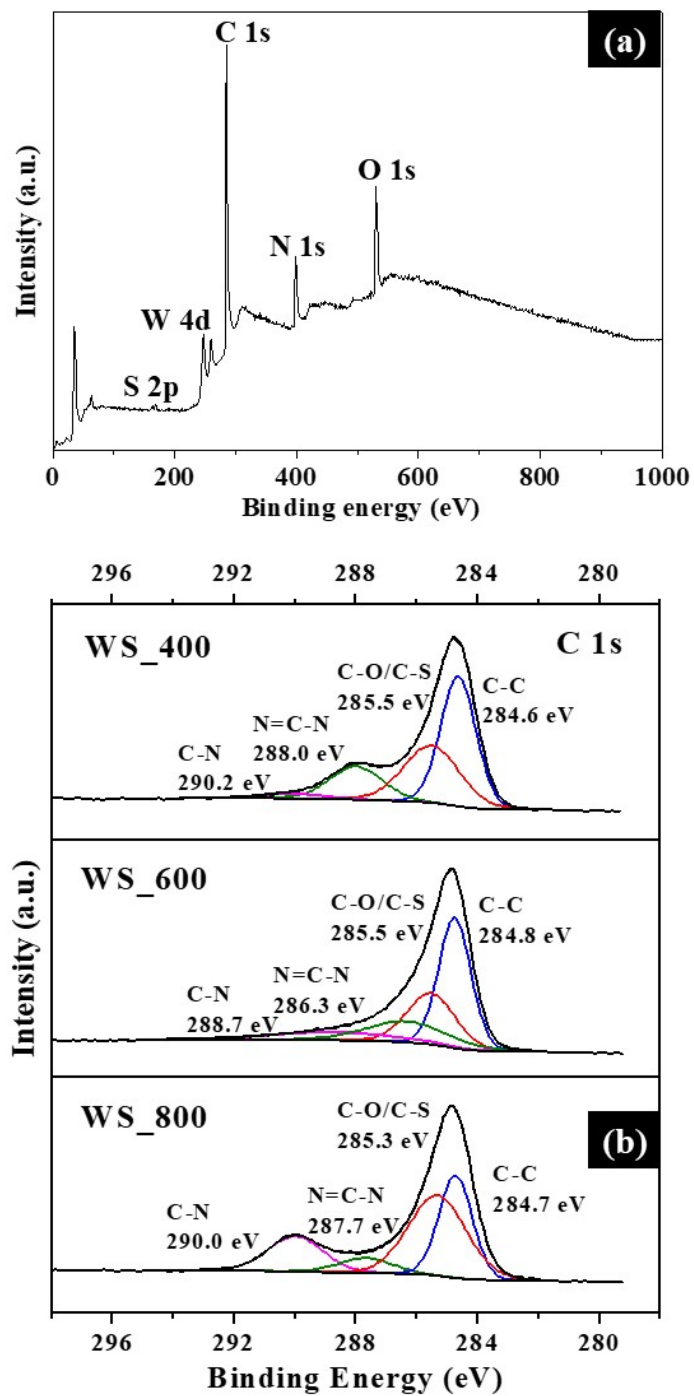 (a)
C 1s
O 1s
N 1s
W 4d
S 2p
Intensity (a.u.)
0 200 400 600 800 1000
Binding energy (eV)
296 292 288 284 280
WS_400
C 1s
C-O/C-S
285.5 eV
C-C
284.6 eV
N=C-N
288.0 eV
C-N
290.2 eV
WS_600
C-O/C-S
285.5 eV
C-C
284.8 eV
N=C-N
286.3 eV
C-N
288.7 eV
Intensity (a.u.)
WS_800
(b)
C-O/C-S
285.3 eV
C-C
284.7 eV
N=C-N
287.7 eV
C-N
290.0 eV
296 292 288 284 280
Binding Energy (eV)